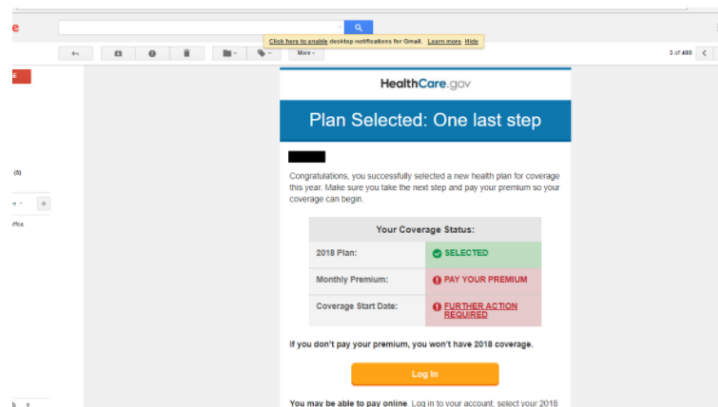 Click here to enable desktop notifications for Gmail. Learn more Hide
More
3 of 400
HealthCare.gov
Plan Selected: One last step
Congratulations, you successfully selected a new health plan for coverage
this year. Make sure you take the next step and pay your premium so your
coverage can begin.
Your Coverage Status:
2018 Plan: SELECTED
Monthly Premium: PAY YOUR PREMIUM
Coverage Start Date: FURTHER ACTION
REQUIRED
If you don't pay your premium, you won't have 2018 coverage.
Log In
You may be able to pay online. Log in to your account, select your 2018